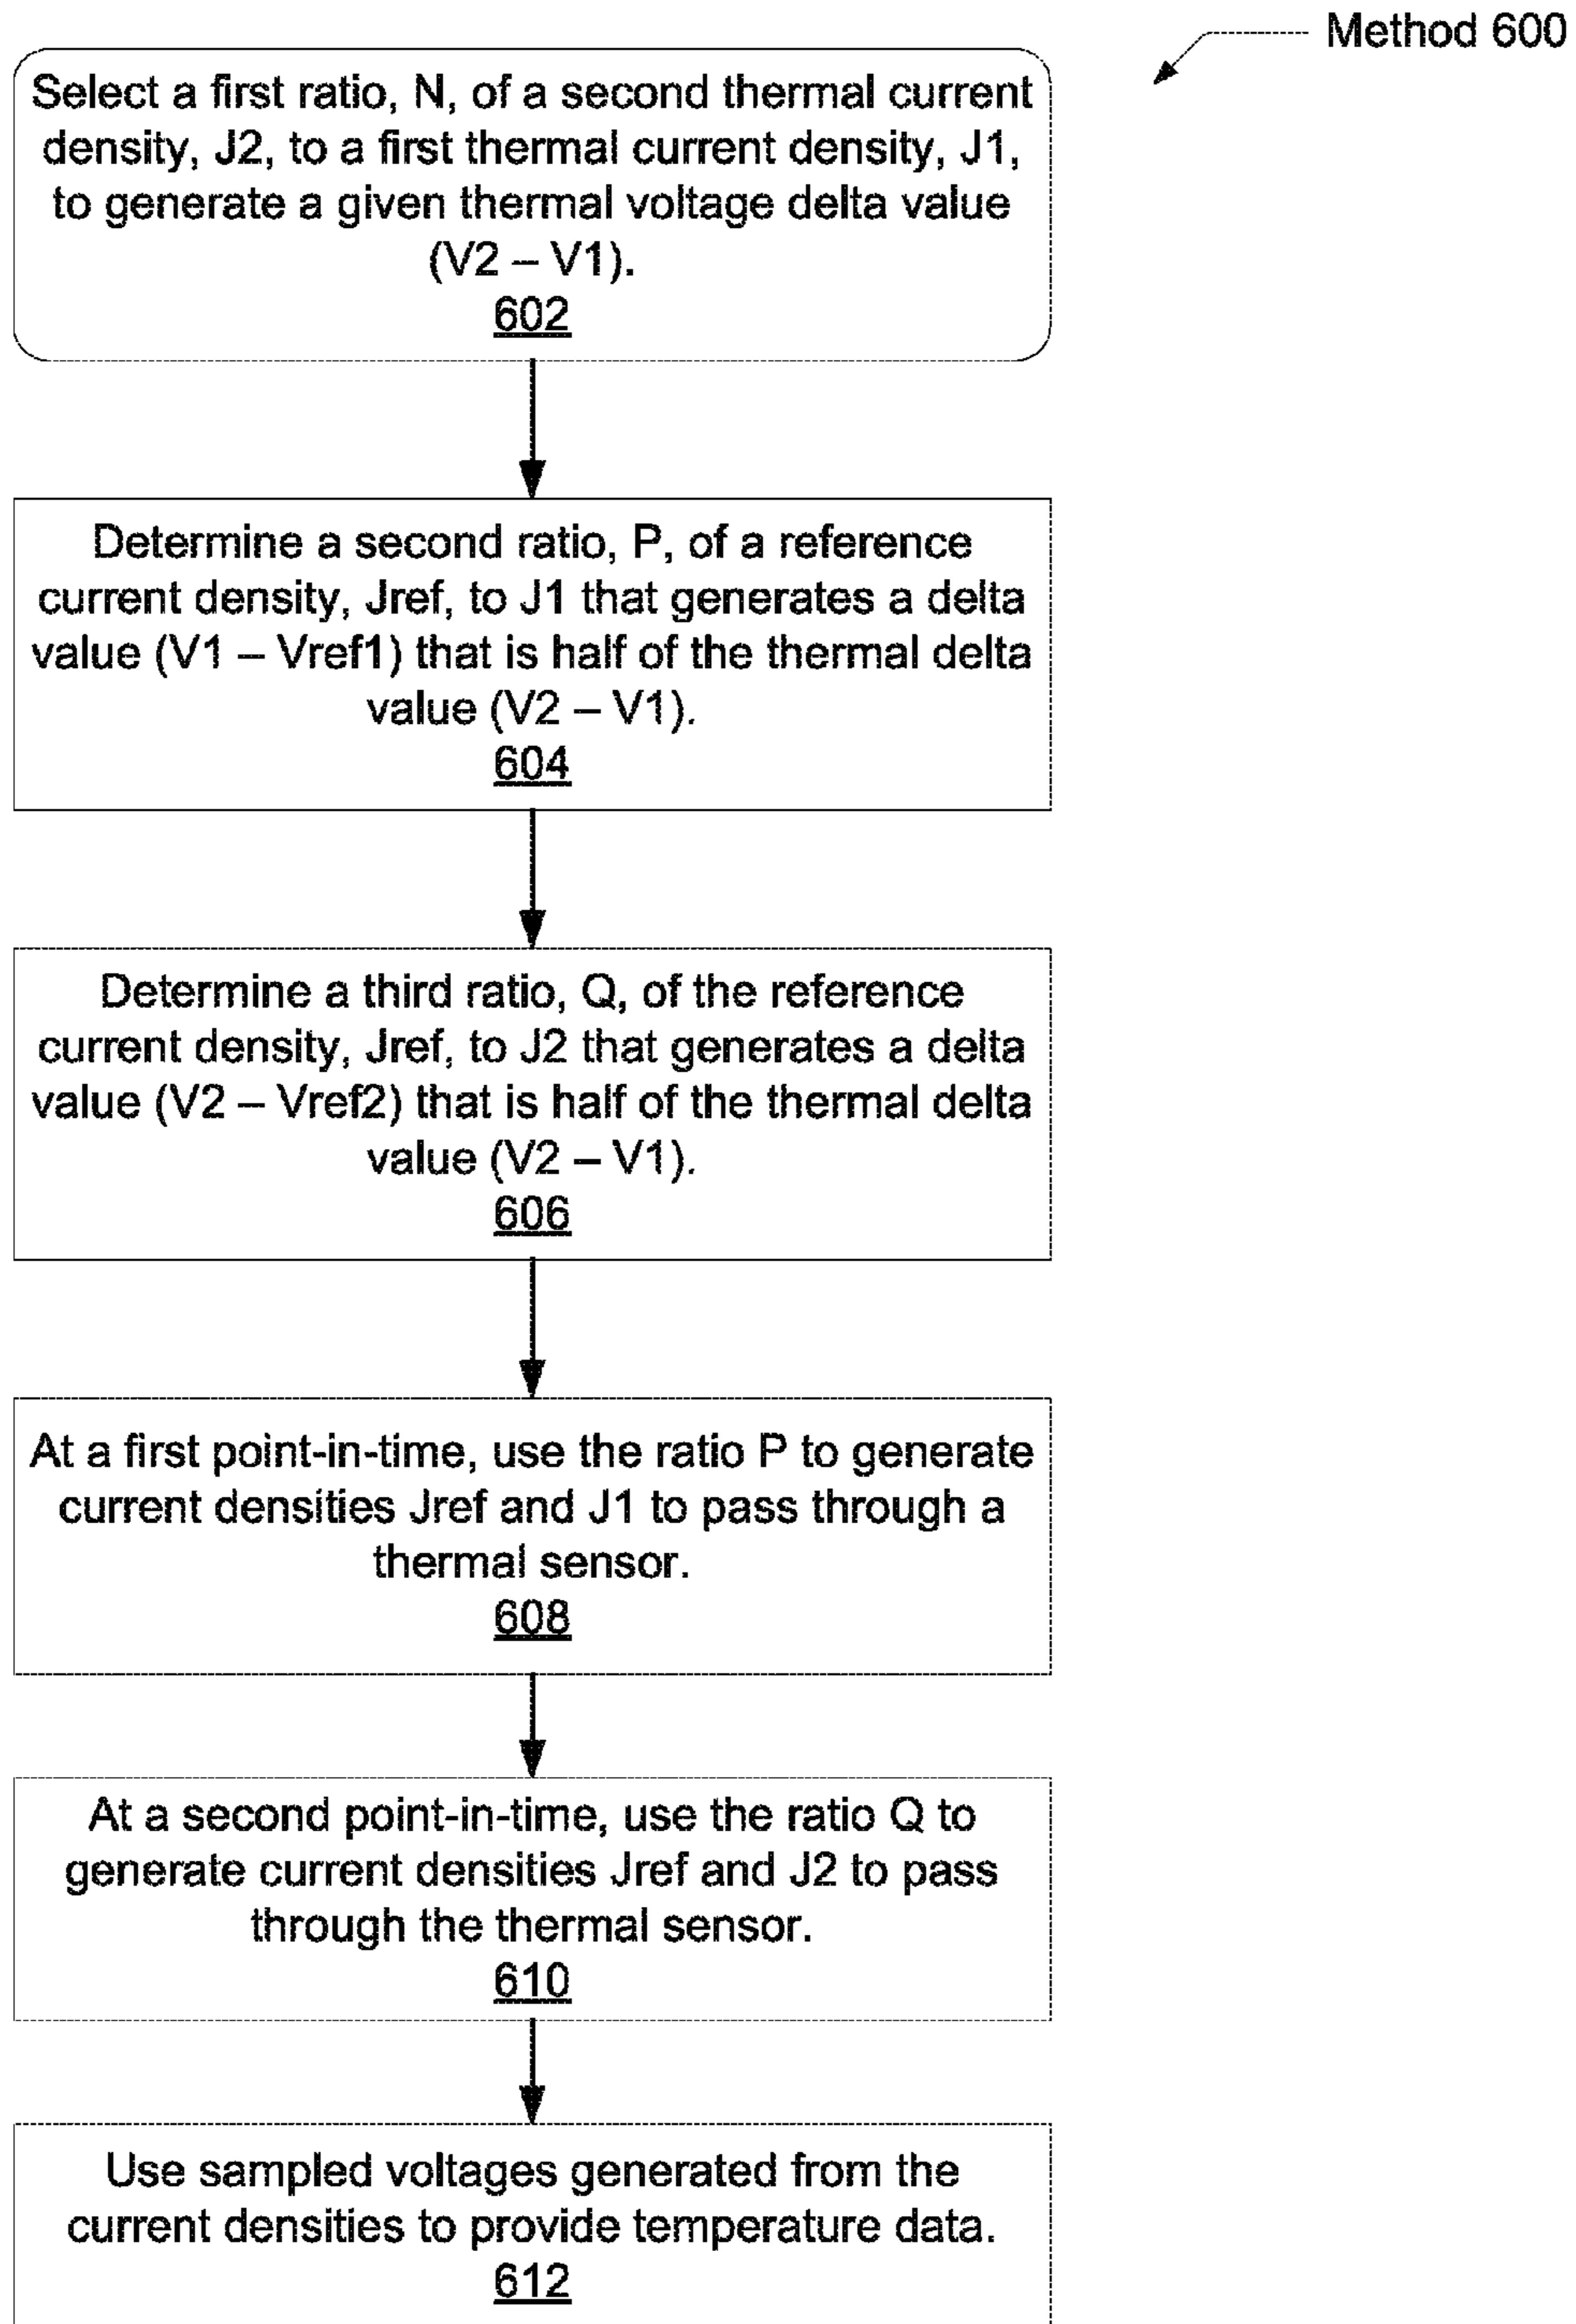 Method 600
Select a first ratio, N, of a second thermal current
density, J2, to a first thermal current density, J1,
to generate a given thermal voltage delta value
(V2 – V1).
602
Determine a second ratio, P, of a reference
current density, Jref, to J1 that generates a delta
value (V1 – Vref1) that is half of the thermal delta
value (V2 – V1).
604
Determine a third ratio, Q, of the reference
current density, Jref, to J2 that generates a delta
value (V2 – Vref2) that is half of the thermal delta
value (V2 – V1).
606
At a first point-in-time, use the ratio P to generate
current densities Jref and J1 to pass through a
thermal sensor.
608
At a second point-in-time, use the ratio Q to
generate current densities Jref and J2 to pass
through the thermal sensor.
610
Use sampled voltages generated from the
current densities to provide temperature data.
612